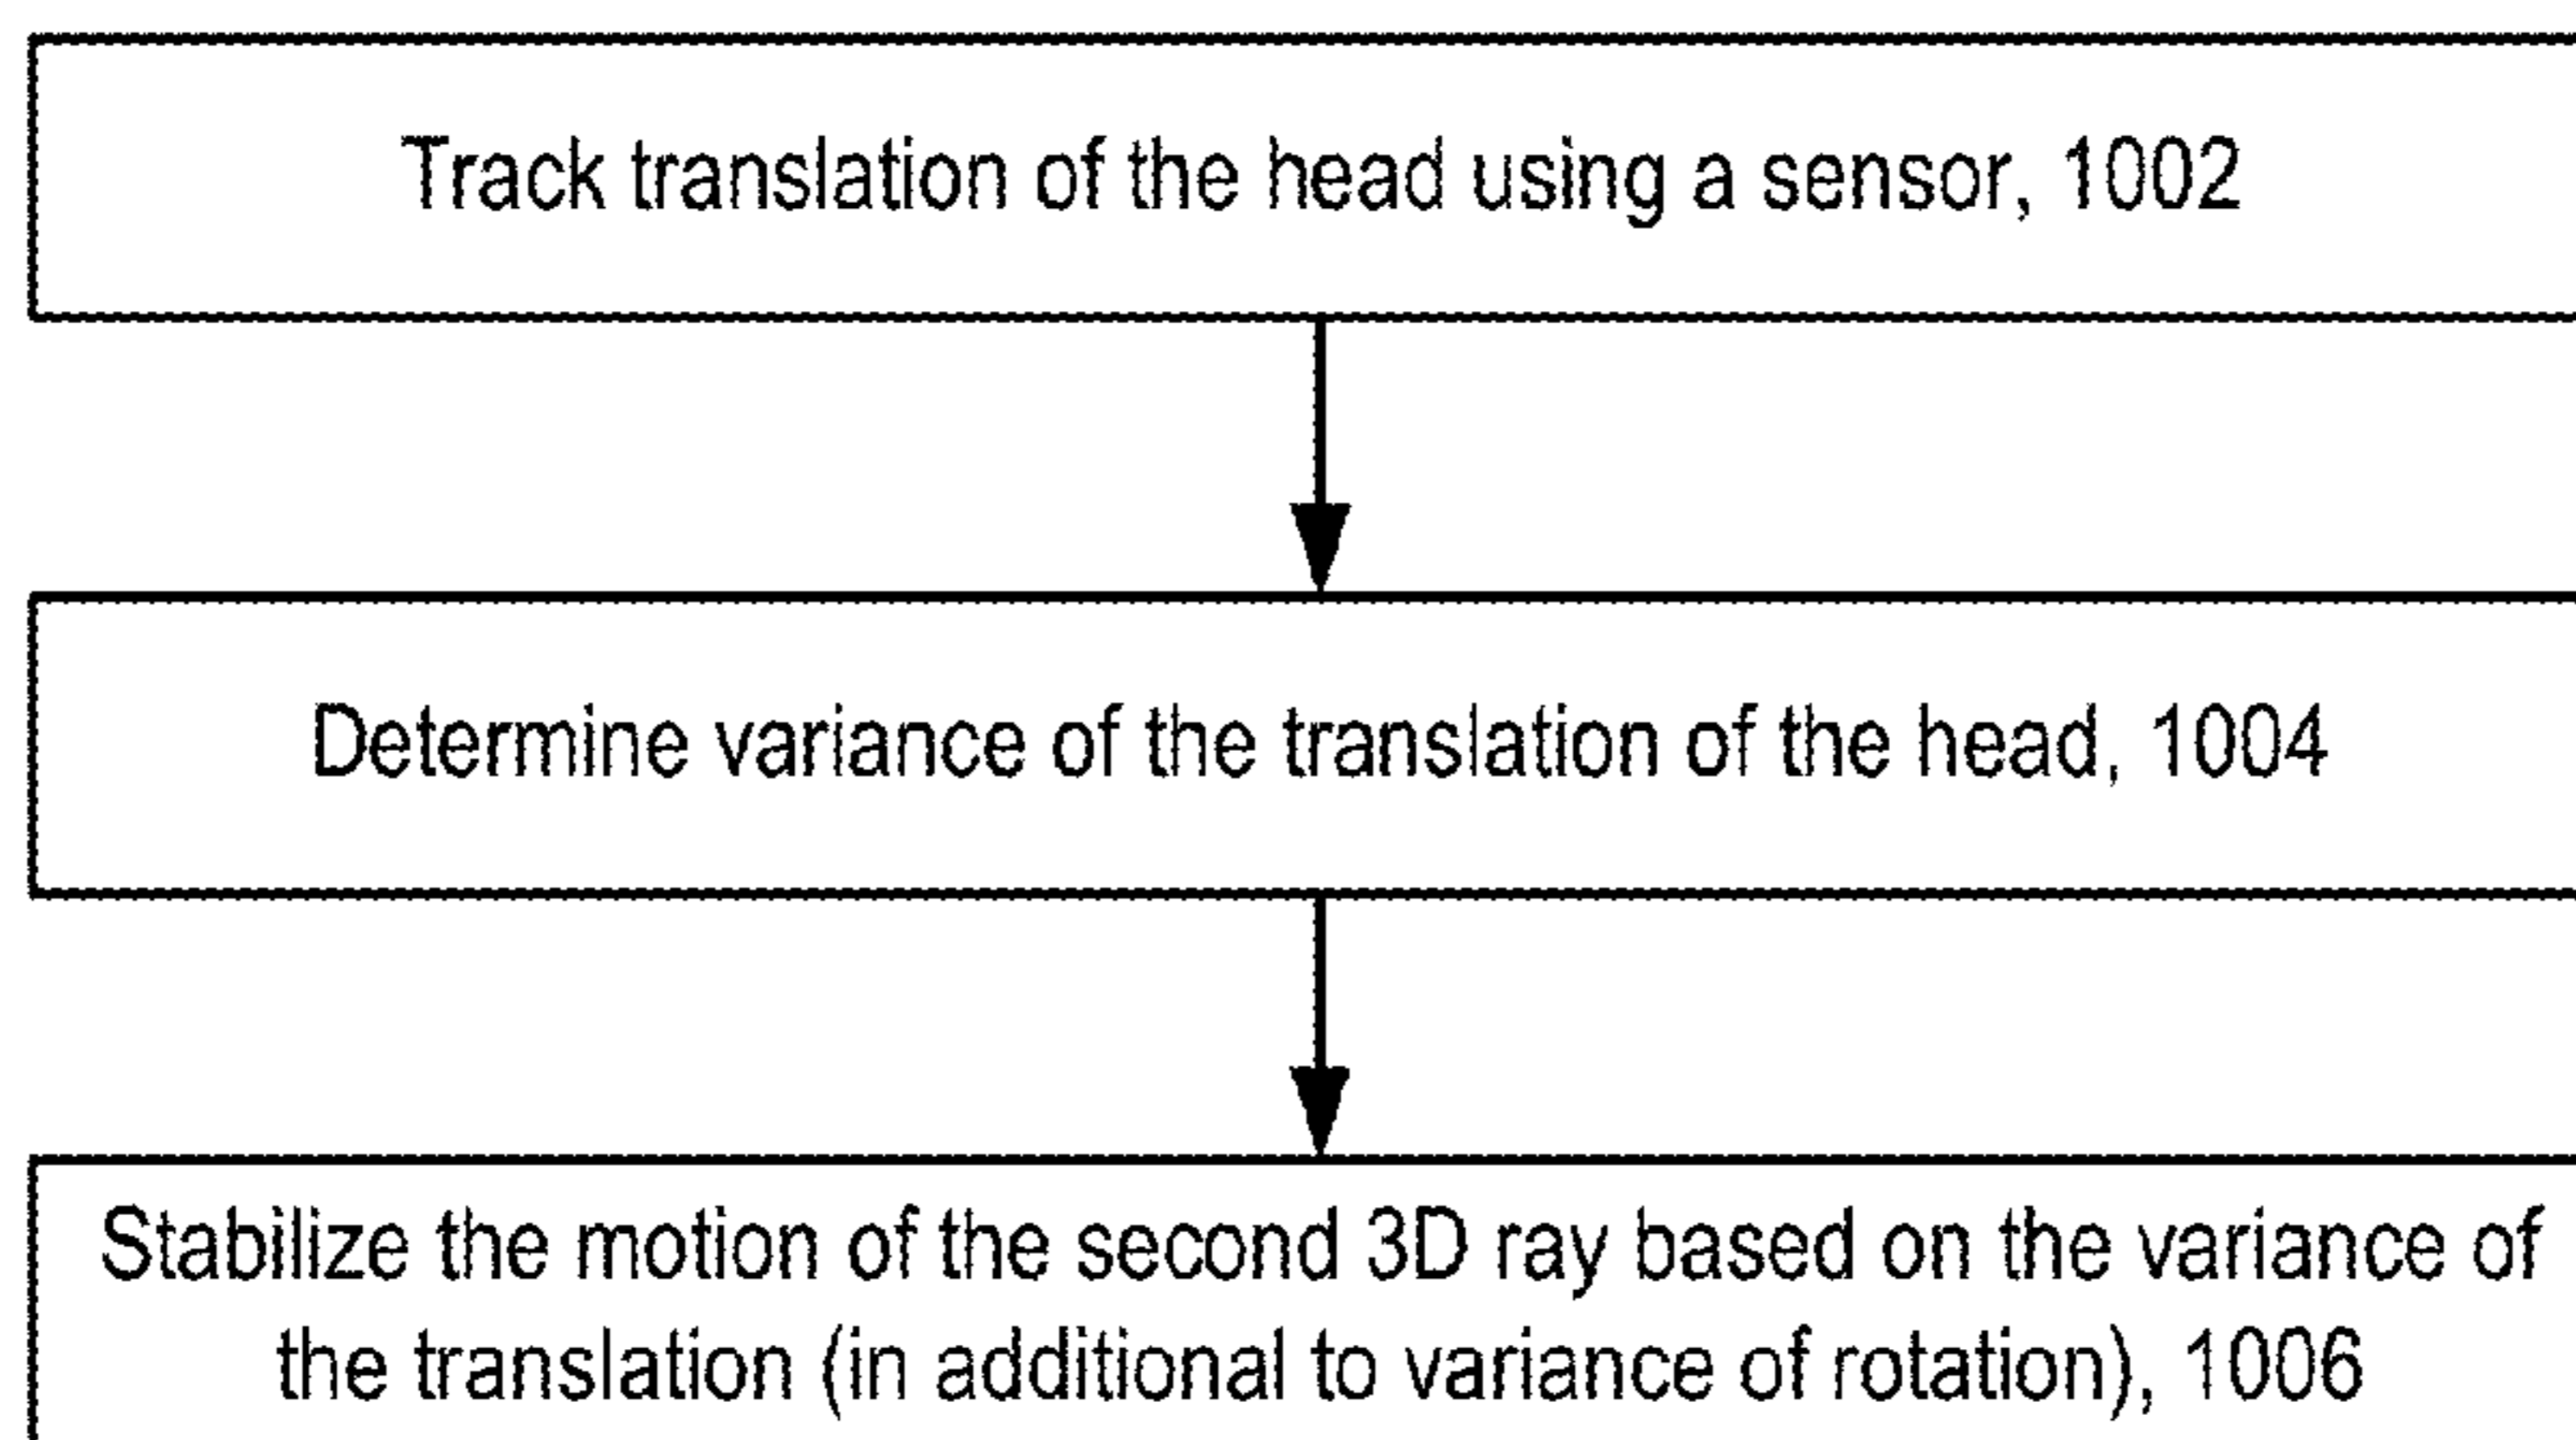 Track translation of the head using a sensor, 1002
Determine variance of the translation of the head, 1004
Stabilize the motion of the second 3D ray based on the variance of
the translation (in additional to variance of rotation), 1006